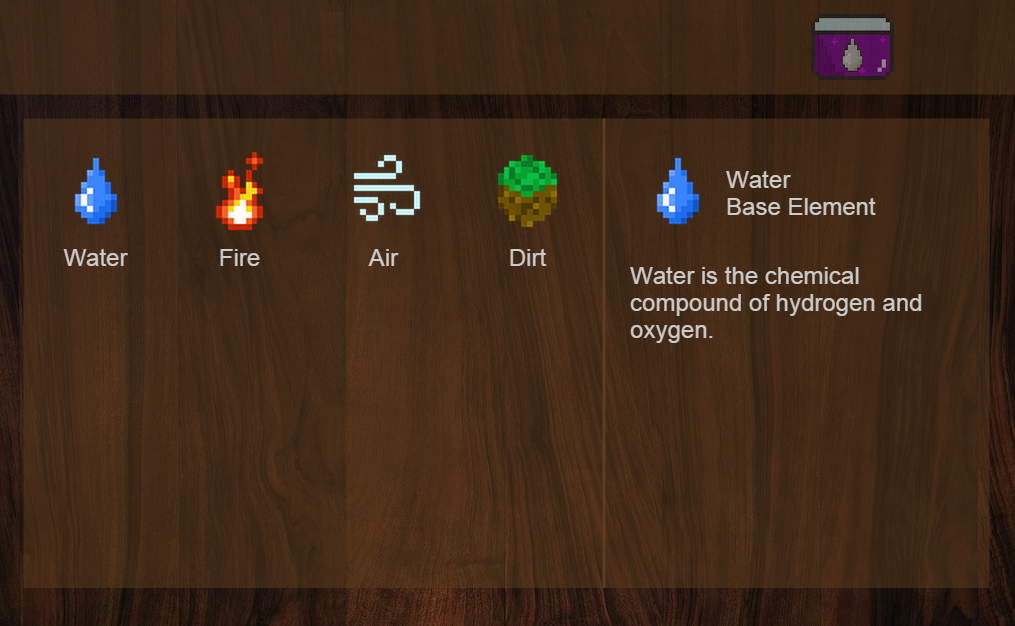 Water
Fire
Air
Dirt
Water
Base Element
Water is the chemical
compound of hydrogen and
oxygen.